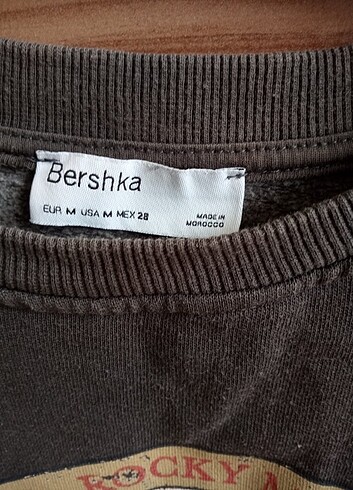 Bershka
EUR M USA M MEX 28
MADE IN
MOROCCO
ROCKY